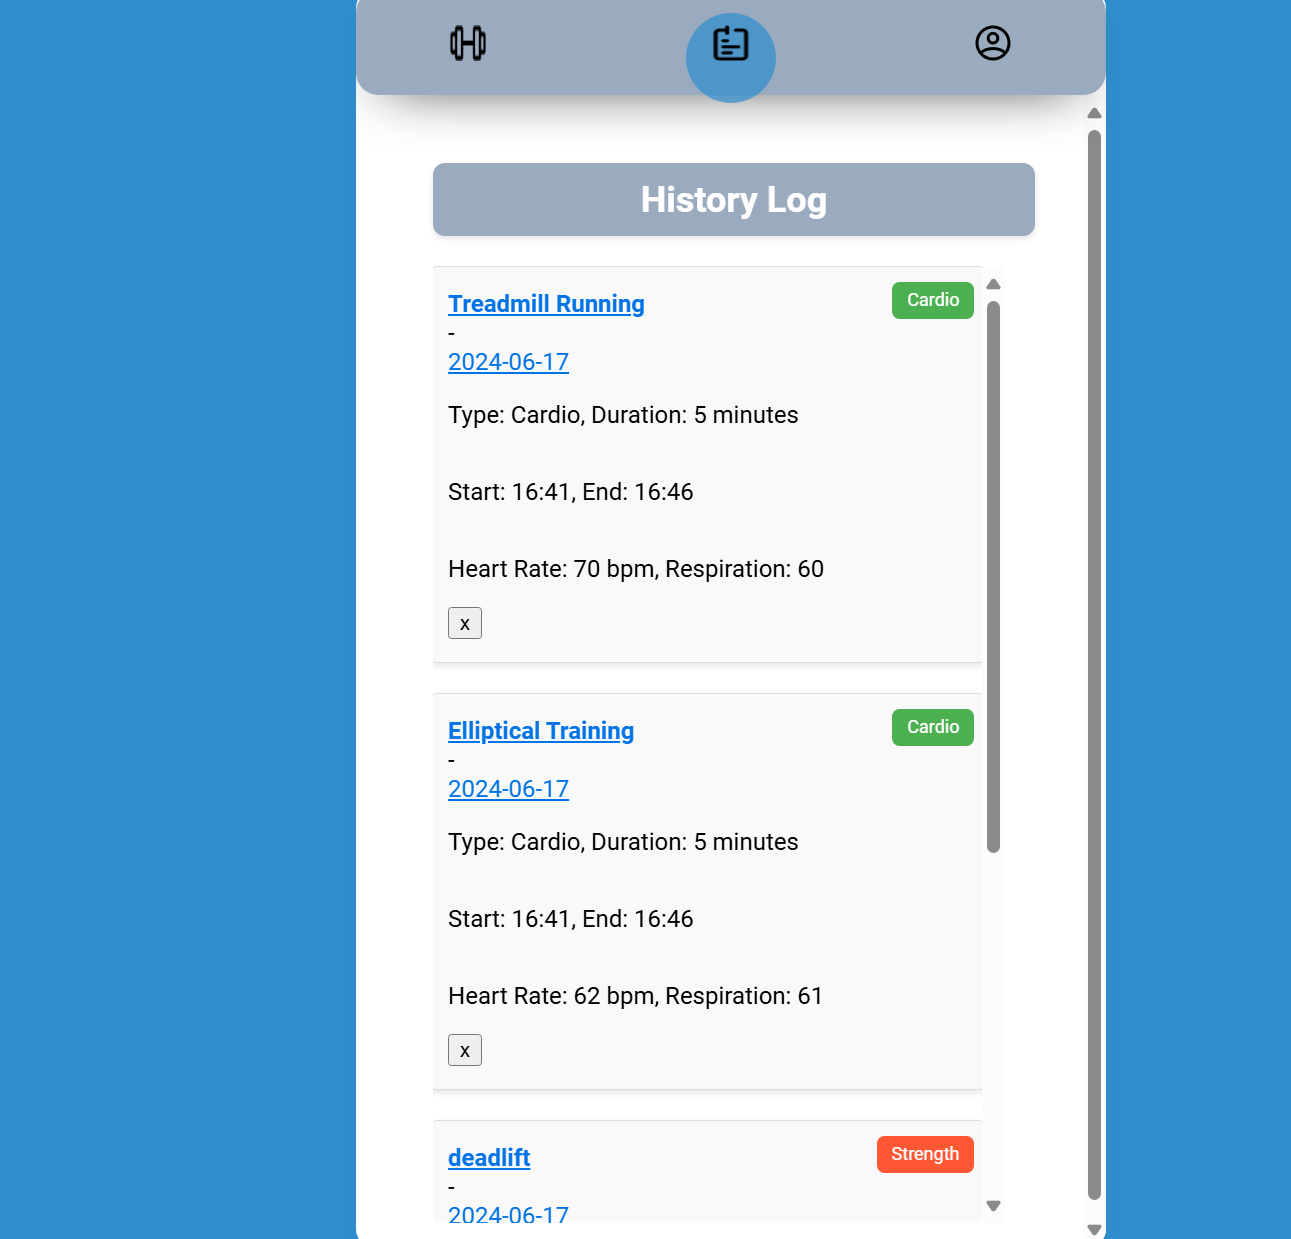 History Log
Treadmill Running
Cardio
-
2024-06-17
Type: Cardio, Duration: 5 minutes
Start: 16:41, End: 16:46
Heart Rate: 70 bpm, Respiration: 60
x
Elliptical Training
Cardio
-
2024-06-17
Type: Cardio, Duration: 5 minutes
Start: 16:41, End: 16:46
Heart Rate: 62 bpm, Respiration: 61
x
deadlift
Strength
-
2024-06-17